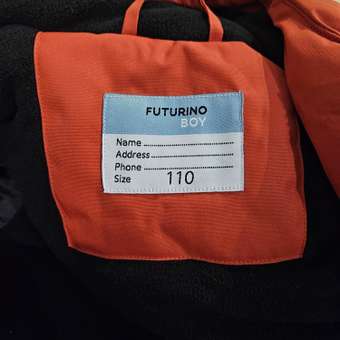 FUTURINO
BOY
Name.....................
Address..................
Phone ...................
Size 110